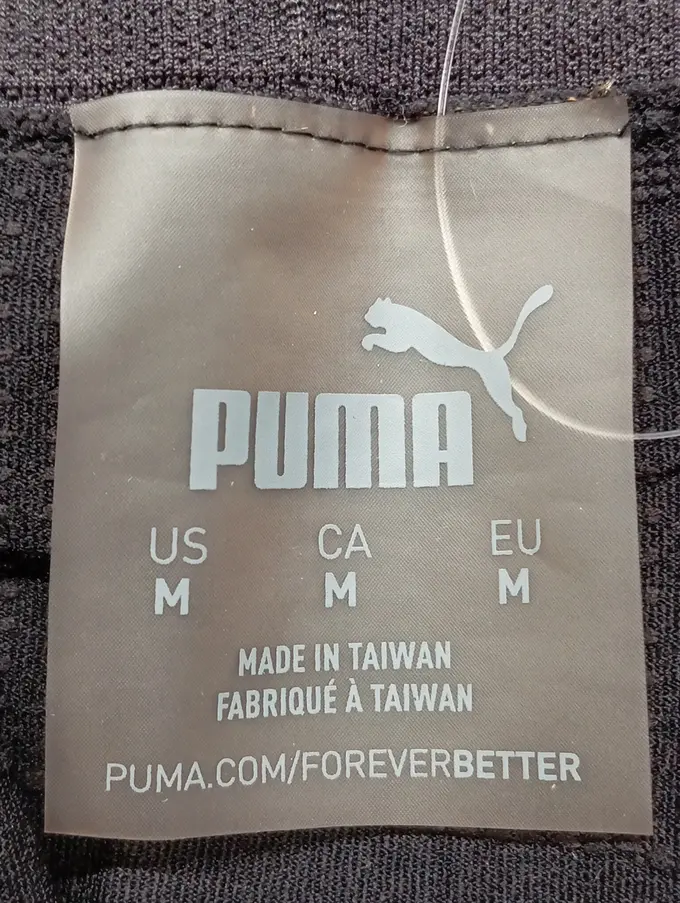 PUMA
US CA EU
M M M
MADE IN TAIWAN
FABRIQUÉ À TAIWAN
PUMA.COM/FOREVERBETTER